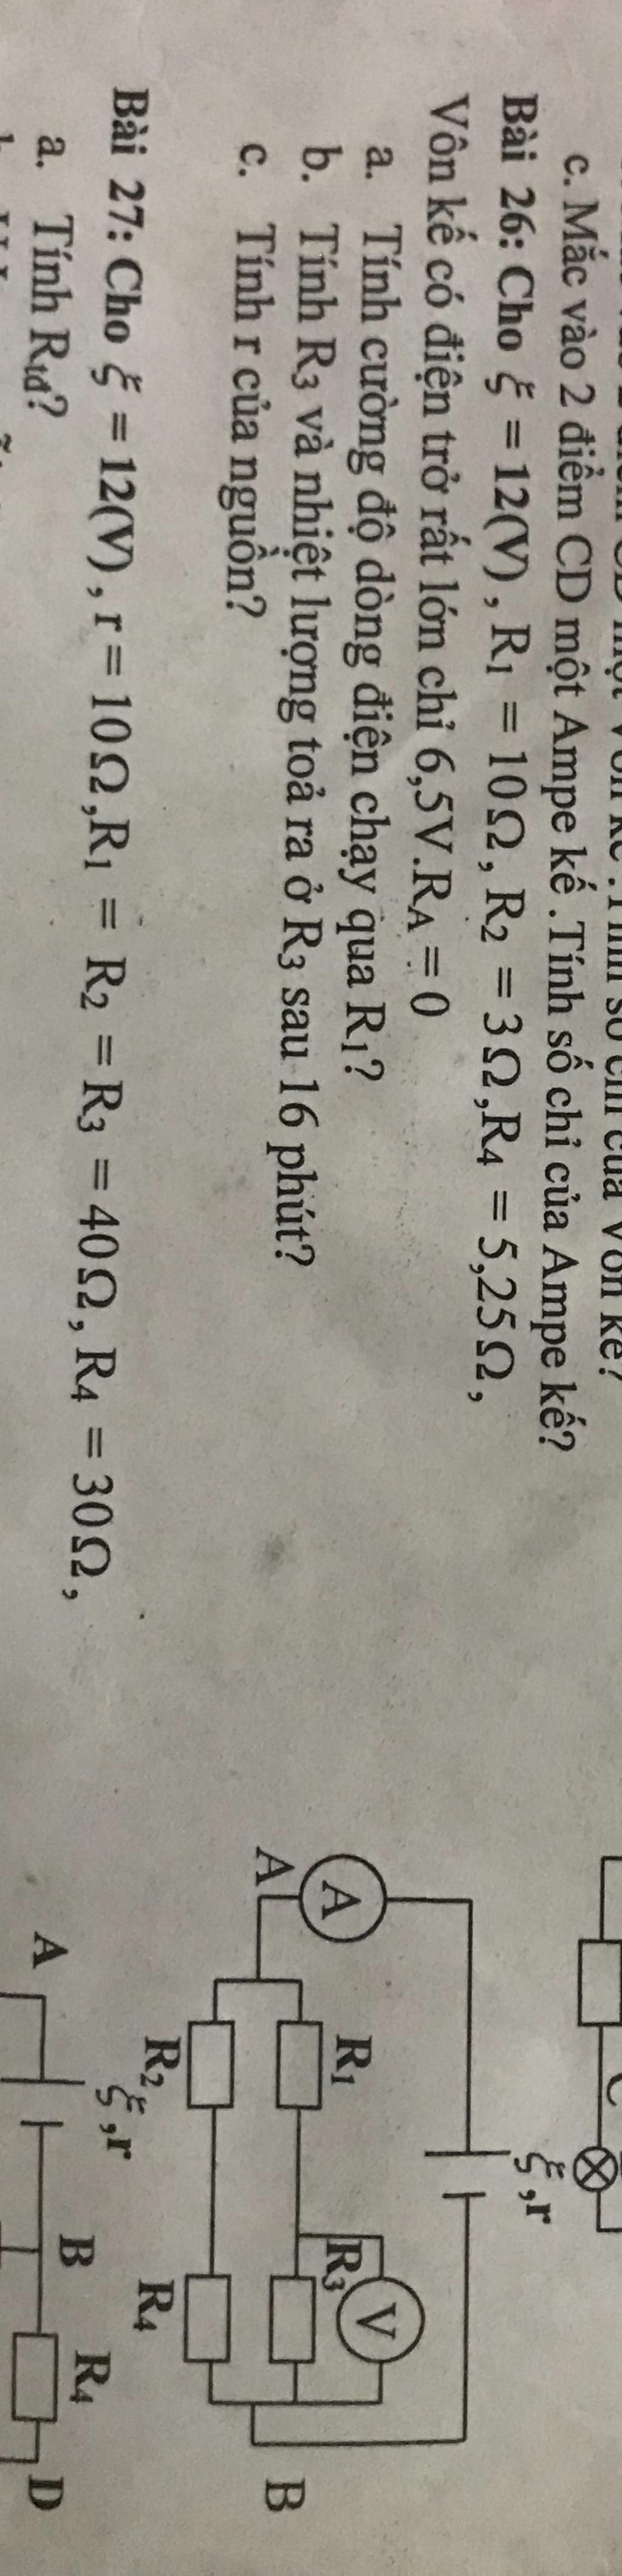 c. Mắc vào 2 điểm CD một Ampe kế .Tính số chỉ của Ampe kế?
Bài 26: Cho ξ = 12(V) , R₁ = 10Ω, R₂ = 3Ω,R₄ = 5,25Ω,
Vôn kế có điện trở rất lớn chỉ 6,5V.R_A = 0
a. Tính cường độ dòng điện chạy qua R₁?
b. Tính R₃ và nhiệt lượng toả ra ở R₃ sau 16 phút?
c. Tính r của nguồn?
ξ,r
A
R₁
R₃
V
A
B
R₂
R₄
Bài 27: Cho ξ = 12(V) , r = 10Ω,R₁ = R₂ = R₃ = 40Ω, R₄ = 30Ω,
a. Tính R_tđ?
ξ,r
A
B
R₄
D